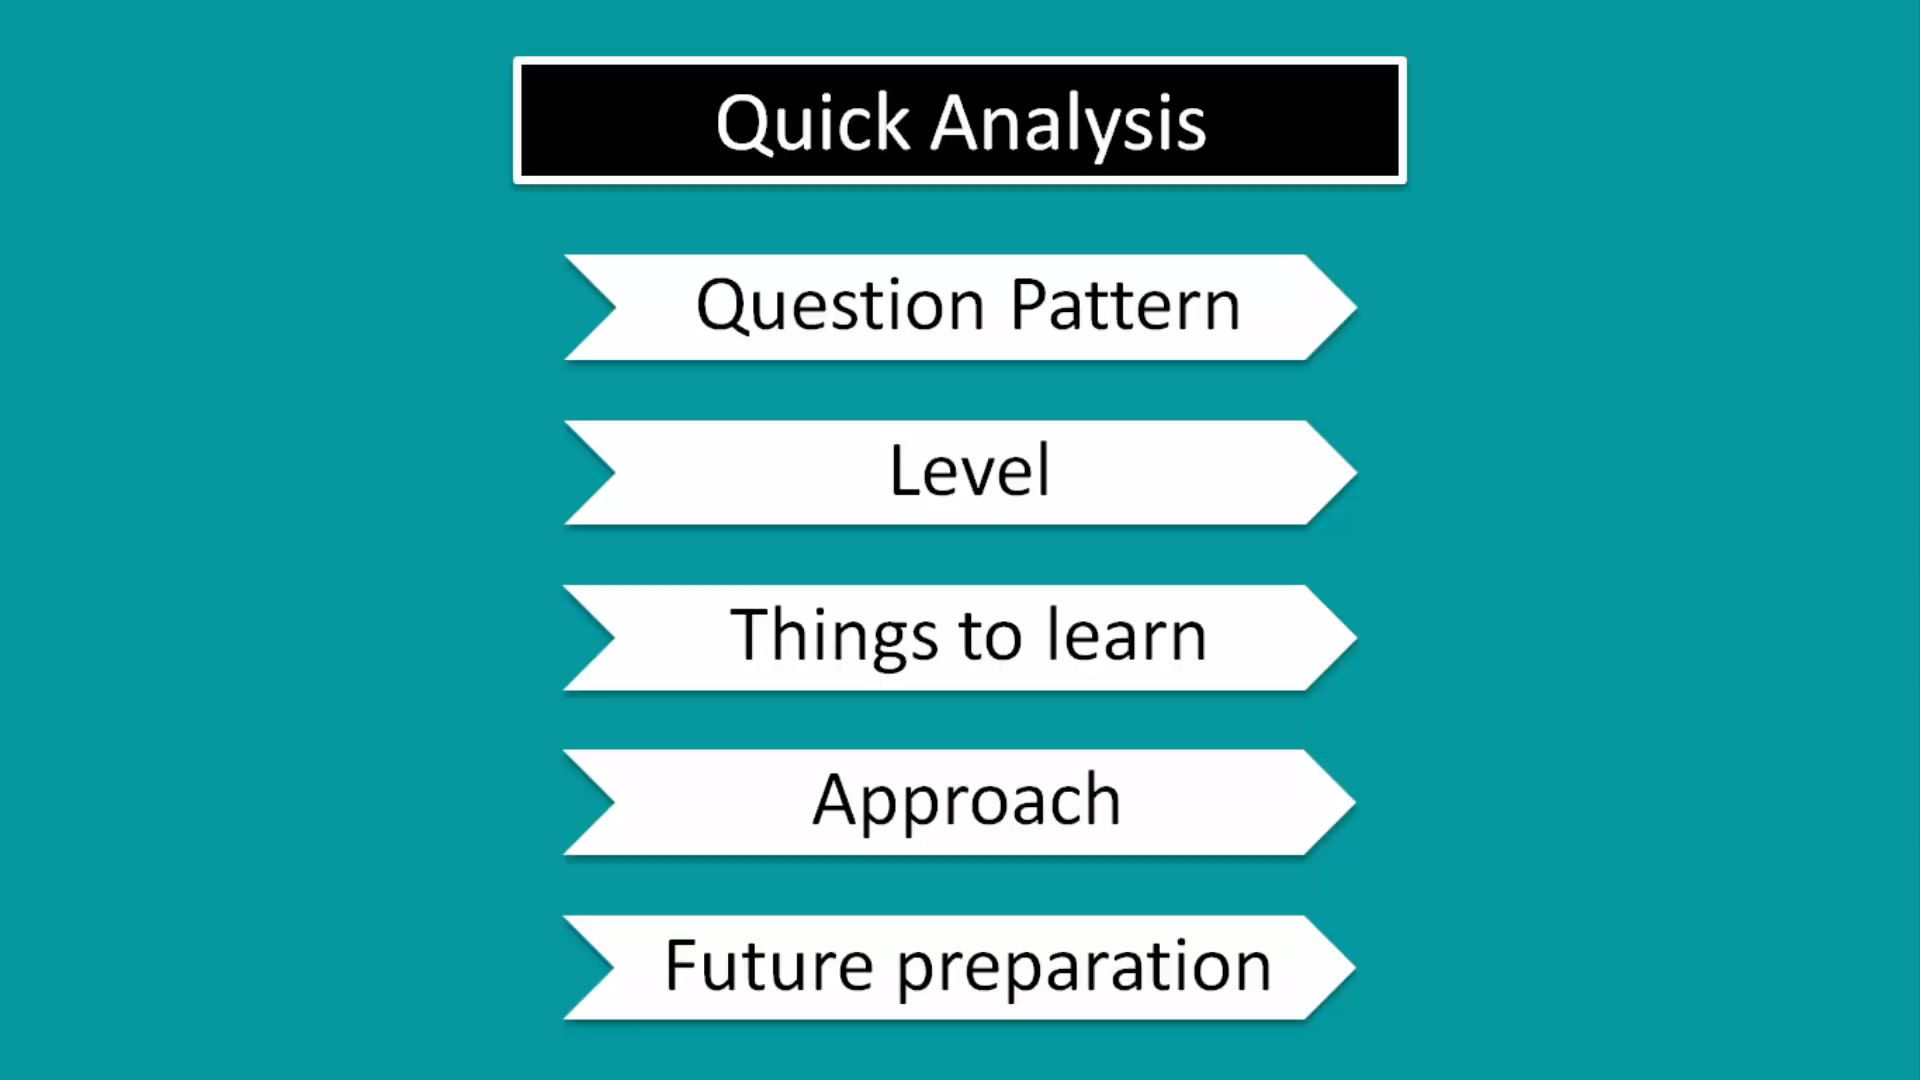 Quick Analysis
Question Pattern
Level
Things to learn
Approach
Future preparation